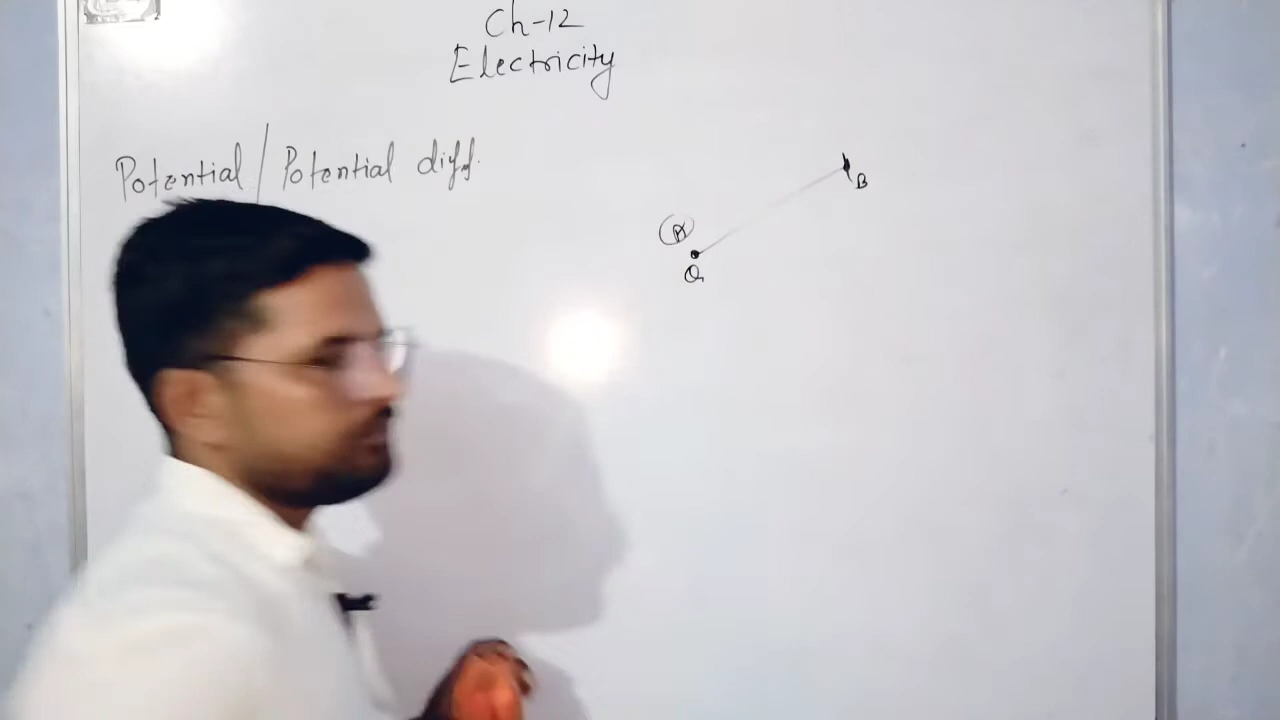 Ch-12
Electricity
Potential / Potential diff.
B
A
Q